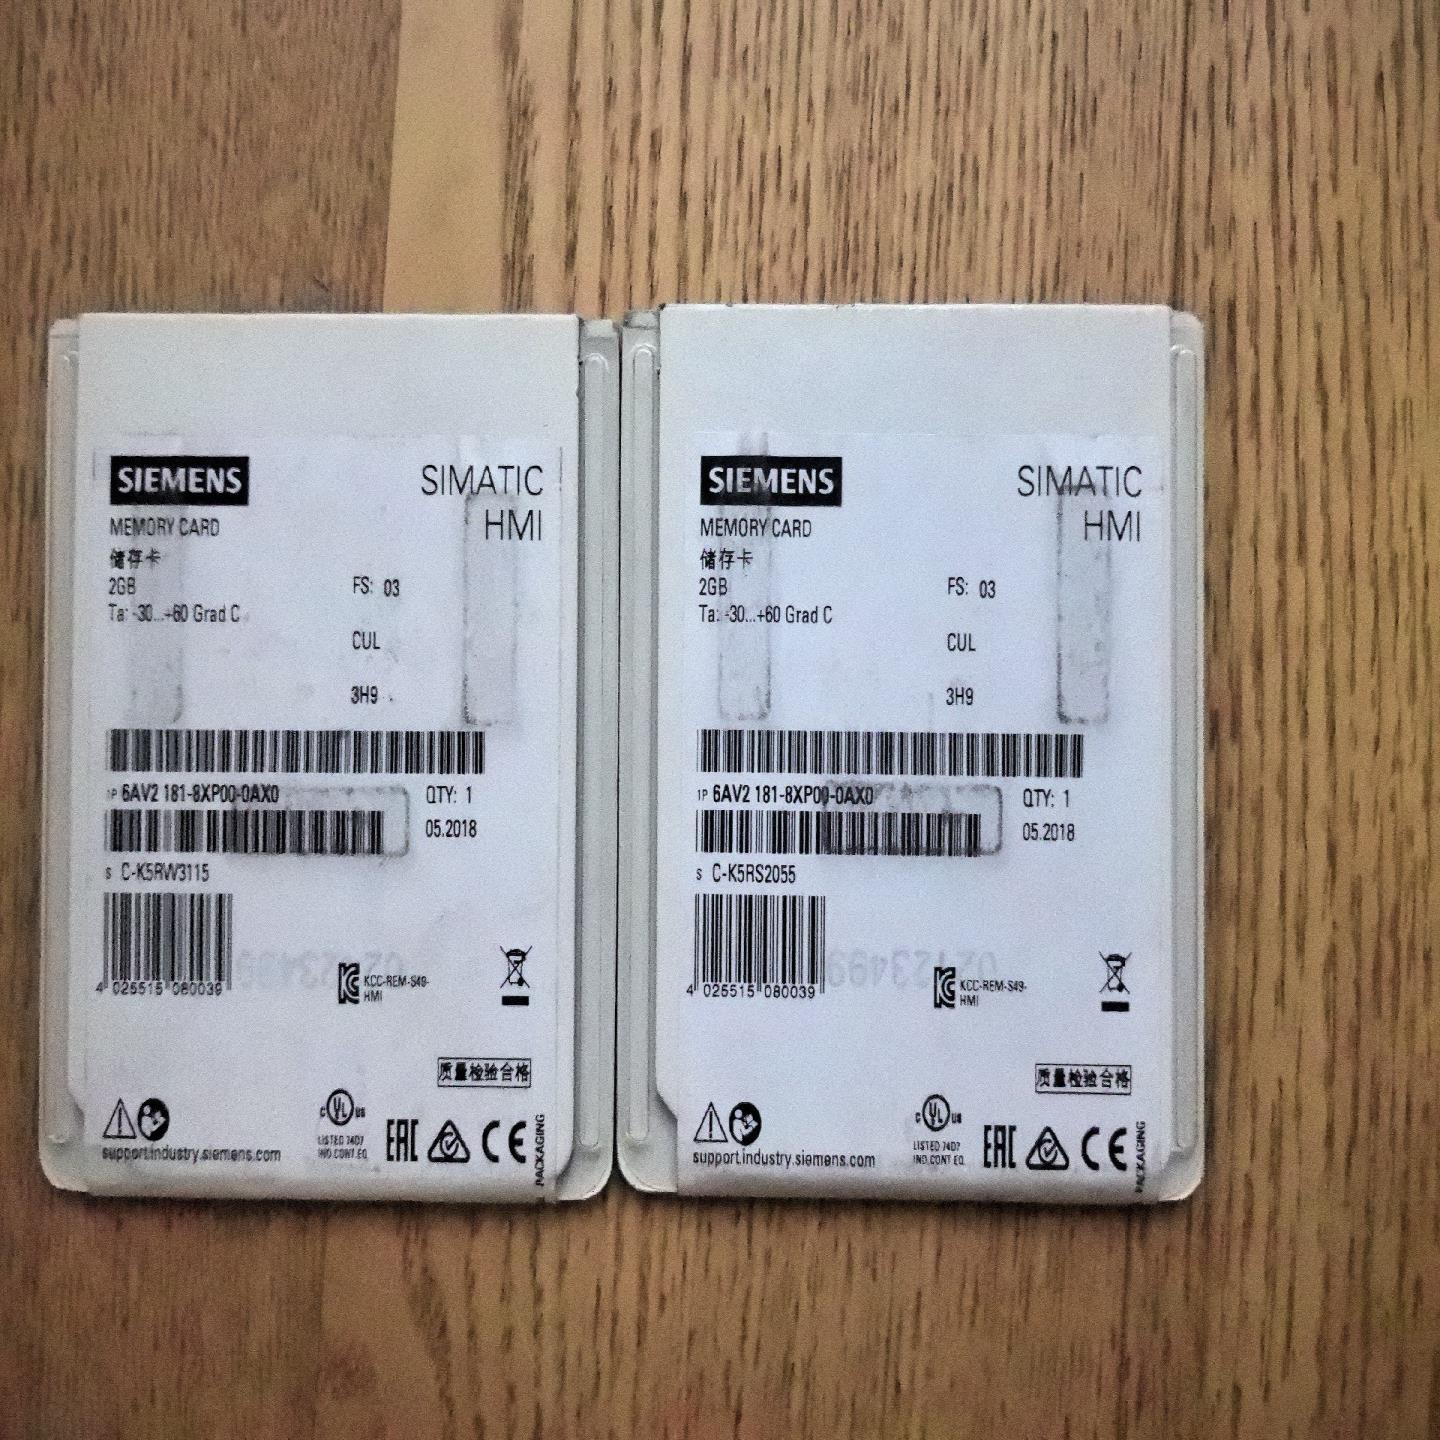 SIEMENS
SIMATIC
HMI
MEMORY CARD
储存卡
2GB
FS: 03
Ta: -30...+60 Grad C
CUL
3H9
1P 6AV2 181-8XP00-0AX0
QTY: 1
05.2018
S C-K5RW3115
4 025515 080039
KCC-REM-S49-
HMI
质量检验合格
C UL US
LISTED 74D7
IND.CONT.EQ.
EAC
CE
support.industry.siemens.com
PACKAGING
SIEMENS
SIMATIC
HMI
MEMORY CARD
储存卡
2GB
FS: 03
Ta: -30...+60 Grad C
CUL
3H9
1P 6AV2 181-8XP00-0AX0
QTY: 1
05.2018
S C-K5RS2055
4 025515 080039
KCC-REM-S49-
HMI
质量检验合格
C UL US
LISTED 74D7
IND.CONT.EQ.
EAC
CE
support.industry.siemens.com
PACKAGING